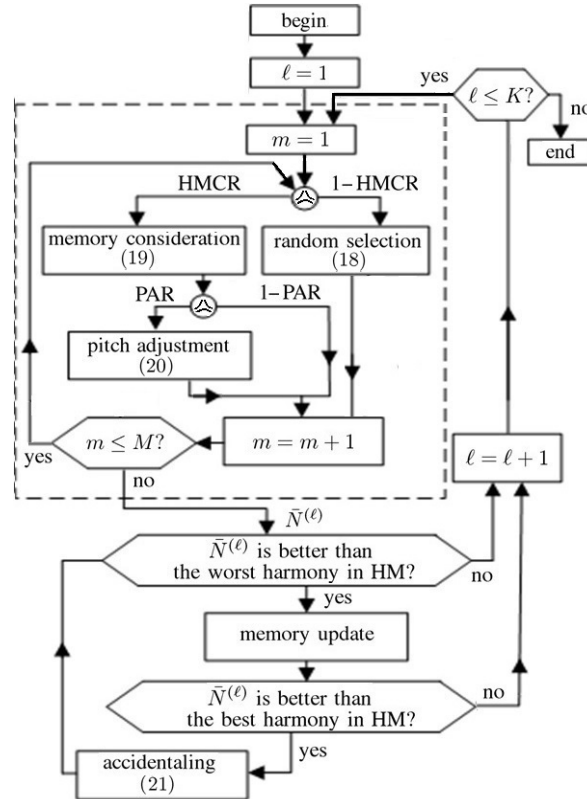 begin
ℓ = 1
yes
ℓ ≤ K?
no
end
m = 1
HMCR
1−HMCR
memory consideration
(19)
random selection
(18)
PAR
1−PAR
pitch adjustment
(20)
m ≤ M?
m = m + 1
yes
no
ℓ = ℓ + 1
N̄^(ℓ)
N̄^(ℓ) is better than
the worst harmony in HM?
no
yes
memory update
N̄^(ℓ) is better than
the best harmony in HM?
no
yes
accidentaling
(21)